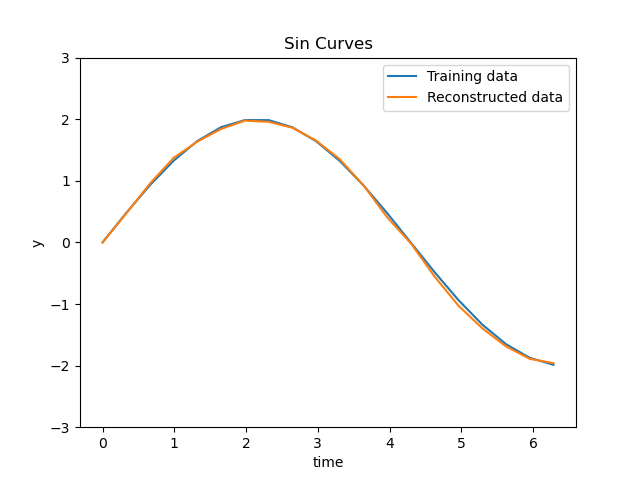 Sin Curves
Training data
Reconstructed data
3
2
1
0
−1
−2
−3
y
0 1 2 3 4 5 6
time